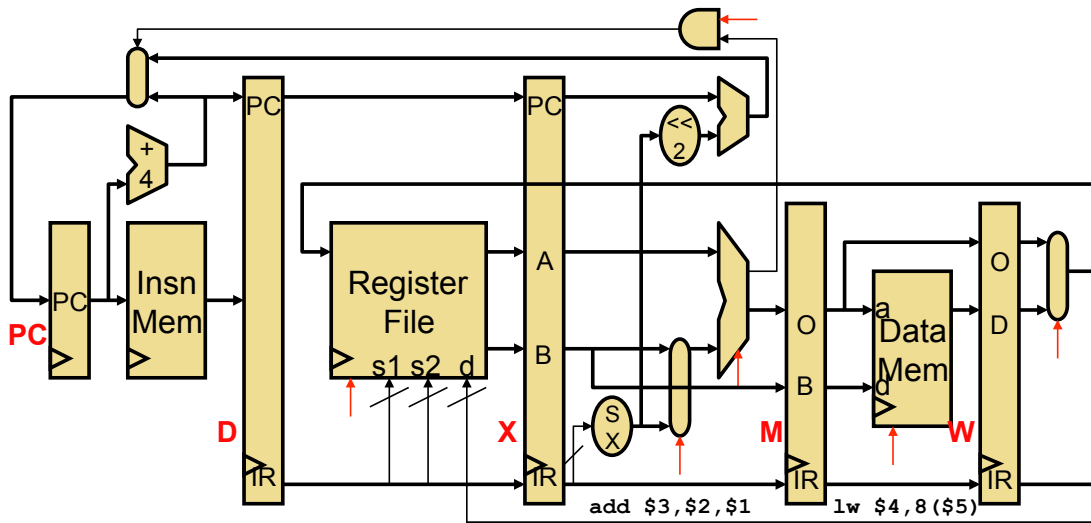 PC
PC
+
4
<<
2
PC
Insn
Mem
PC
Register
File
s1 s2 d
A
B
S
X
O
B
a
Data
Mem
d
O
D
D
X
M
W
IR
IR
IR
IR
add $3,$2,$1
lw $4,8($5)